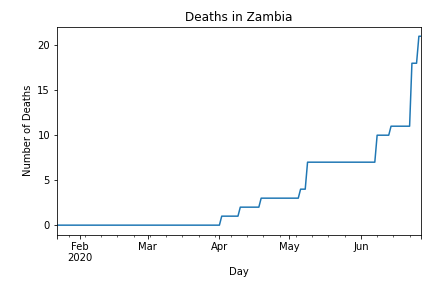 Deaths in Zambia
Number of Deaths
20
15
10
5
0
Feb
2020
Mar
Apr
May
Jun
Day